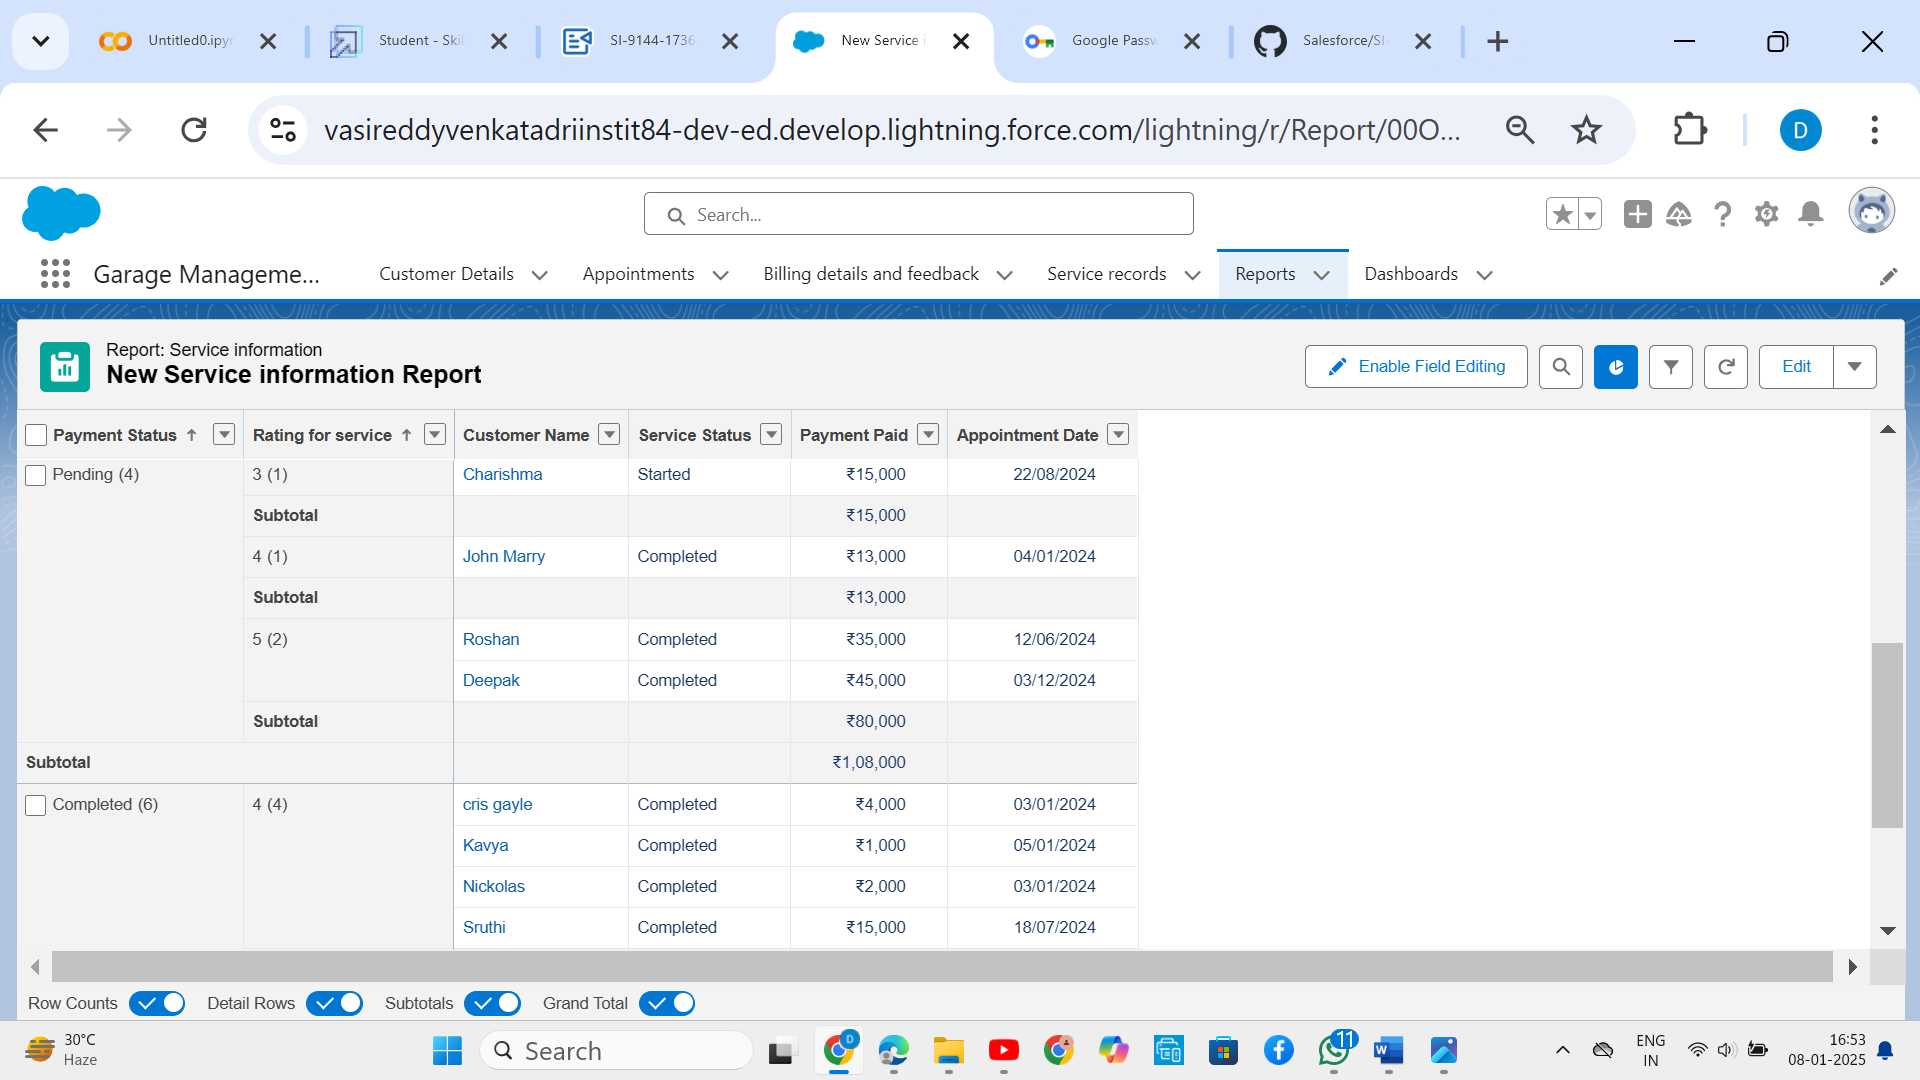 Untitled0.ipy
Student - Skil
SI-9144-1736
New Service i
Google Passw
Salesforce/SI-
vasireddyvenkatadriinstit84-dev-ed.develop.lightning.force.com/lightning/r/Report/00O...
D
Search...
Garage Manageme...
Customer Details
Appointments
Billing details and feedback
Service records
Reports
Dashboards
Report: Service information
New Service information Report
Enable Field Editing
Edit
Payment Status ↑
Rating for service ↑
Customer Name
Service Status
Payment Paid
Appointment Date
Pending (4)
3 (1)
Charishma
Started
₹15,000
22/08/2024
Subtotal
₹15,000
4 (1)
John Marry
Completed
₹13,000
04/01/2024
Subtotal
₹13,000
5 (2)
Roshan
Completed
₹35,000
12/06/2024
Deepak
Completed
₹45,000
03/12/2024
Subtotal
₹80,000
Subtotal
₹1,08,000
Completed (6)
4 (4)
cris gayle
Completed
₹4,000
03/01/2024
Kavya
Completed
₹1,000
05/01/2024
Nickolas
Completed
₹2,000
03/01/2024
Sruthi
Completed
₹15,000
18/07/2024
Row Counts
Detail Rows
Subtotals
Grand Total
30°C
Haze
Search
D
11
ENG
IN
16:53
08-01-2025